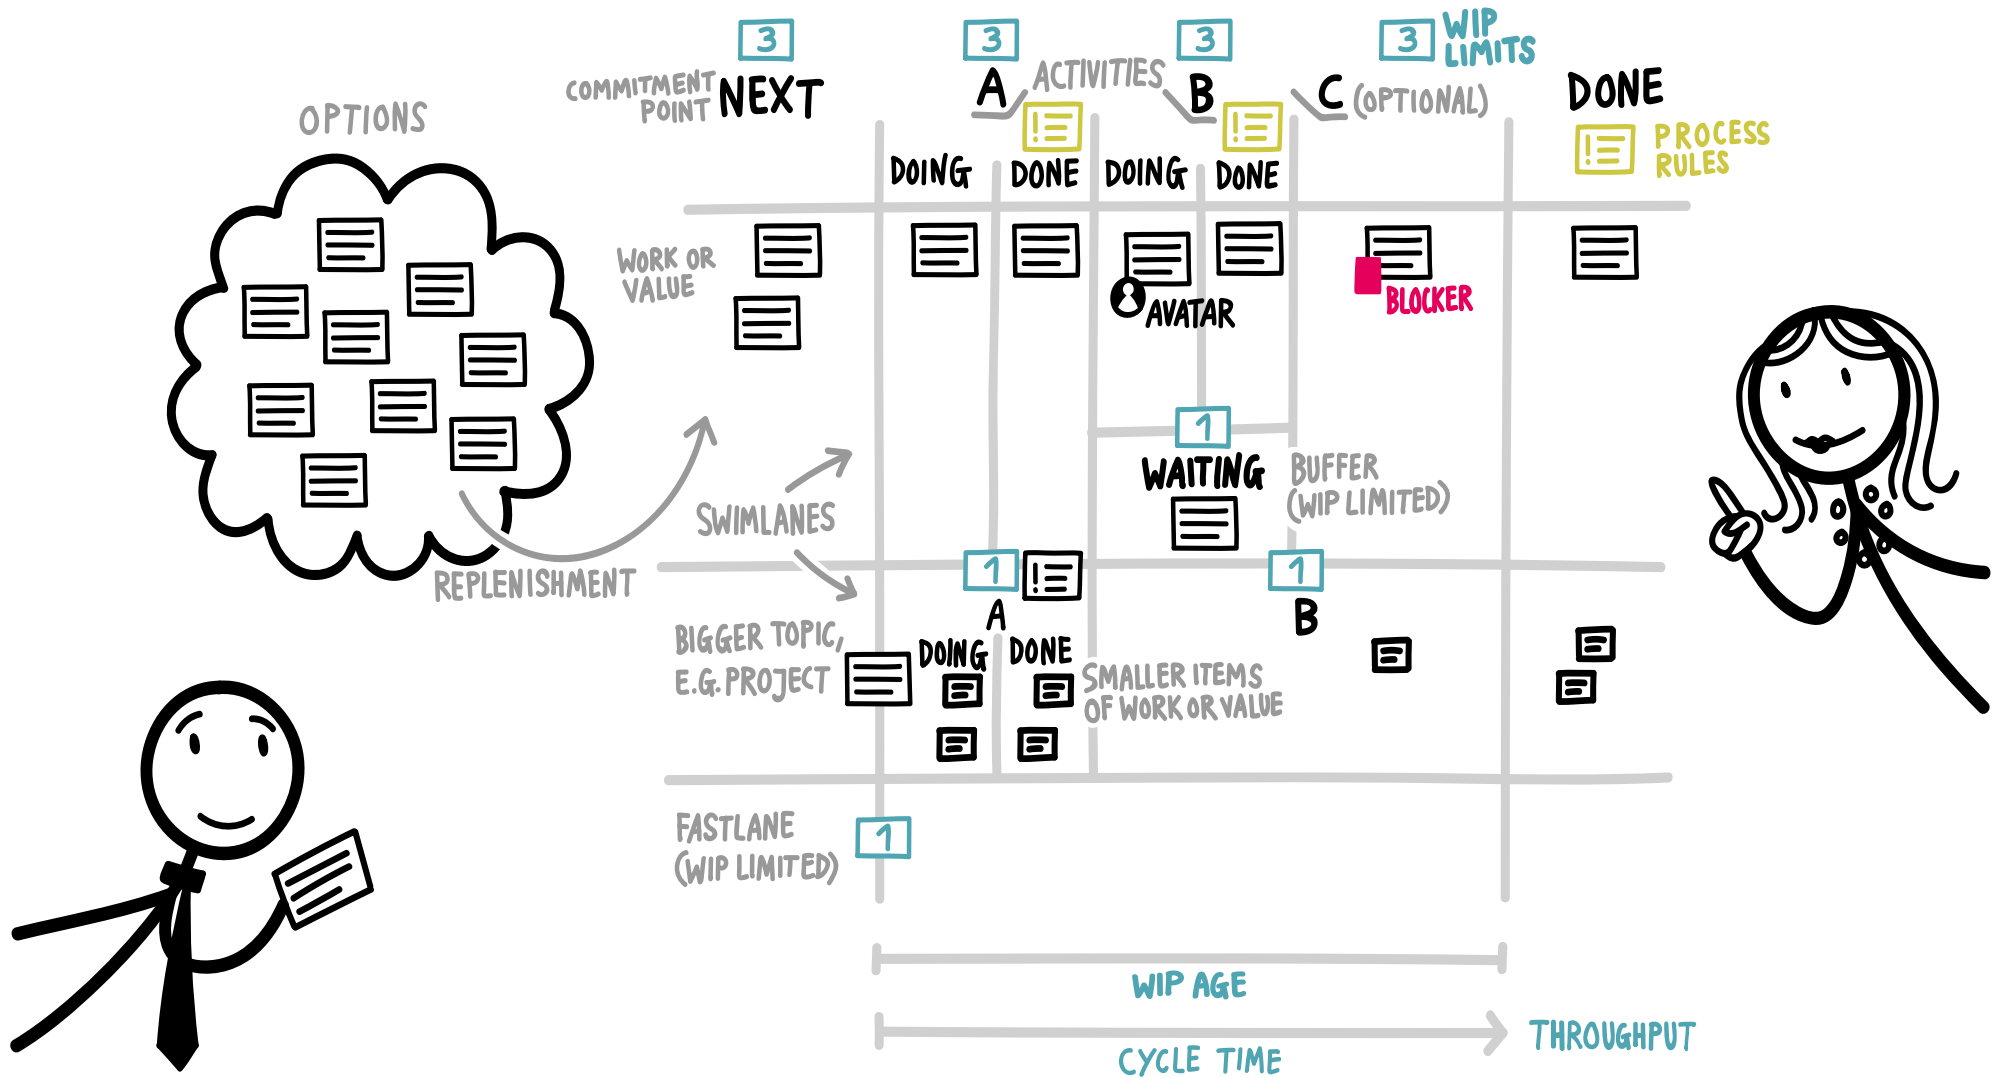 3
3
3
3
WIP
LIMITS
COMMITMENT
POINT
NEXT
A
ACTIVITIES
B
C
(OPTIONAL)
DONE
OPTIONS
PROCESS
RULES
DOING
DONE
DOING
DONE
WORK OR
VALUE
AVATAR
BLOCKER
1
WAITING
BUFFER
(WIP LIMITED)
SWIMLANES
REPLENISHMENT
1
1
A
B
BIGGER TOPIC,
E.G. PROJECT
DOING
DONE
SMALLER ITEMS
OF WORK OR VALUE
FASTLANE
(WIP LIMITED)
1
WIP AGE
CYCLE TIME
THROUGHPUT